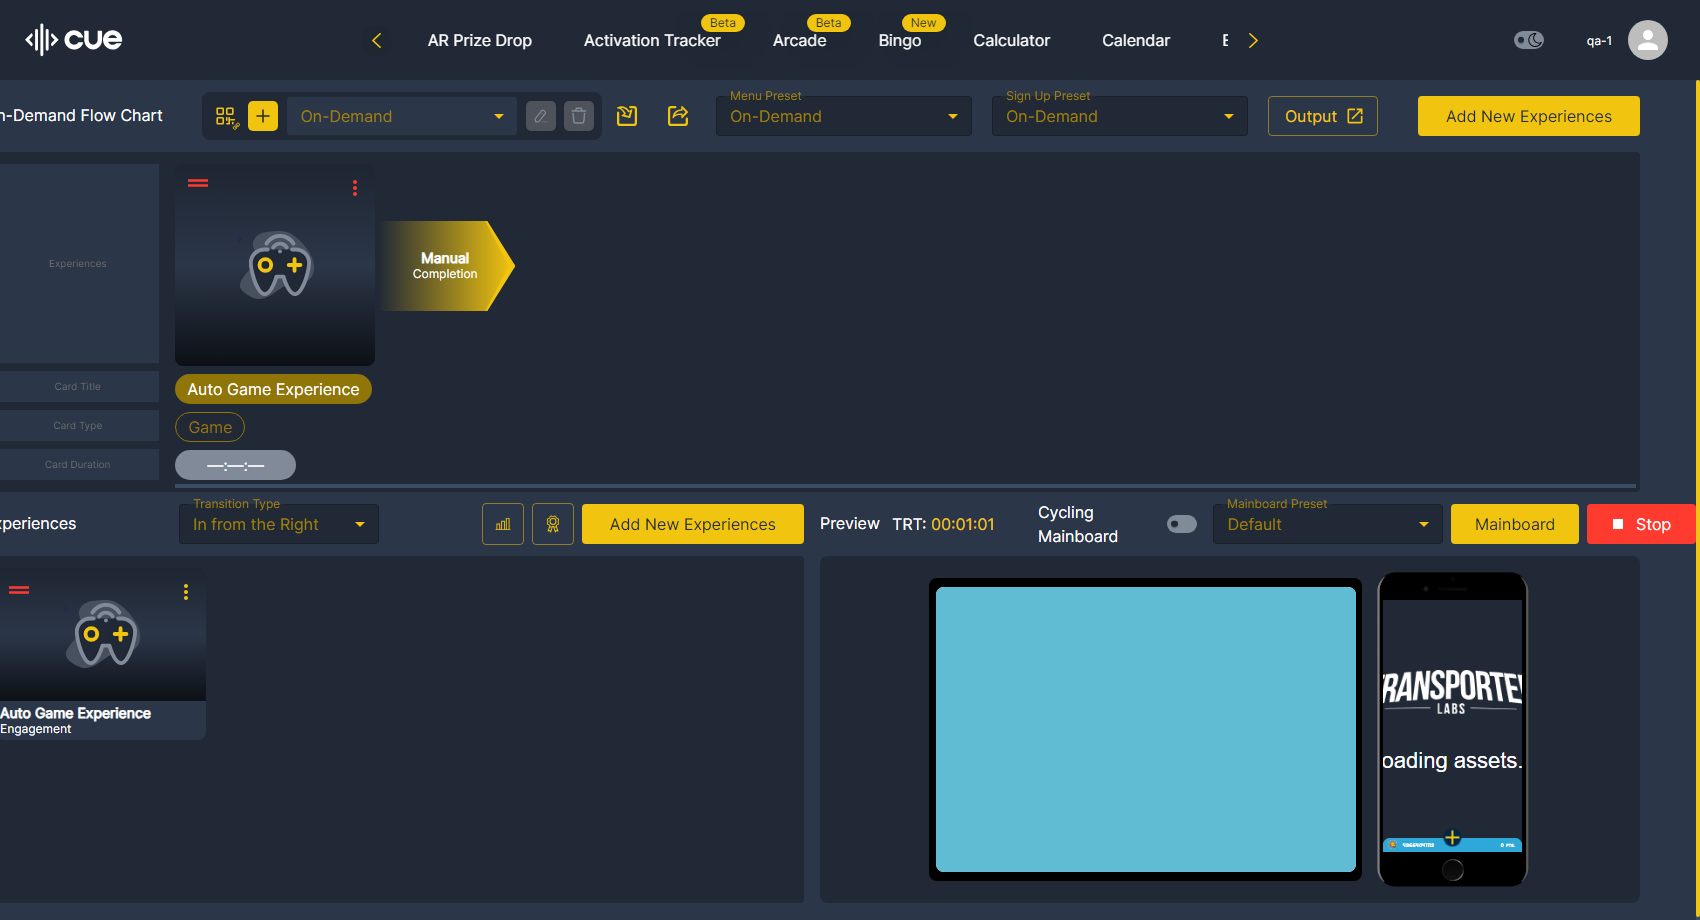 cue
AR Prize Drop
Activation Tracker
Beta
Arcade
Beta
Bingo
New
Calculator
Calendar
qa-1
n-Demand Flow Chart
On-Demand
Menu Preset
On-Demand
Sign Up Preset
On-Demand
Output
Add New Experiences
Experiences
Manual
Completion
Card Title
Auto Game Experience
Card Type
Game
Card Duration
—:—:—
xperiences
Transition Type
In from the Right
Add New Experiences
Preview
TRT: 00:01:01
Cycling
Mainboard
Mainboard Preset
Default
Mainboard
Stop
Auto Game Experience
Engagement
TRANSPORTE
LABS
oading assets.
0 PTS.